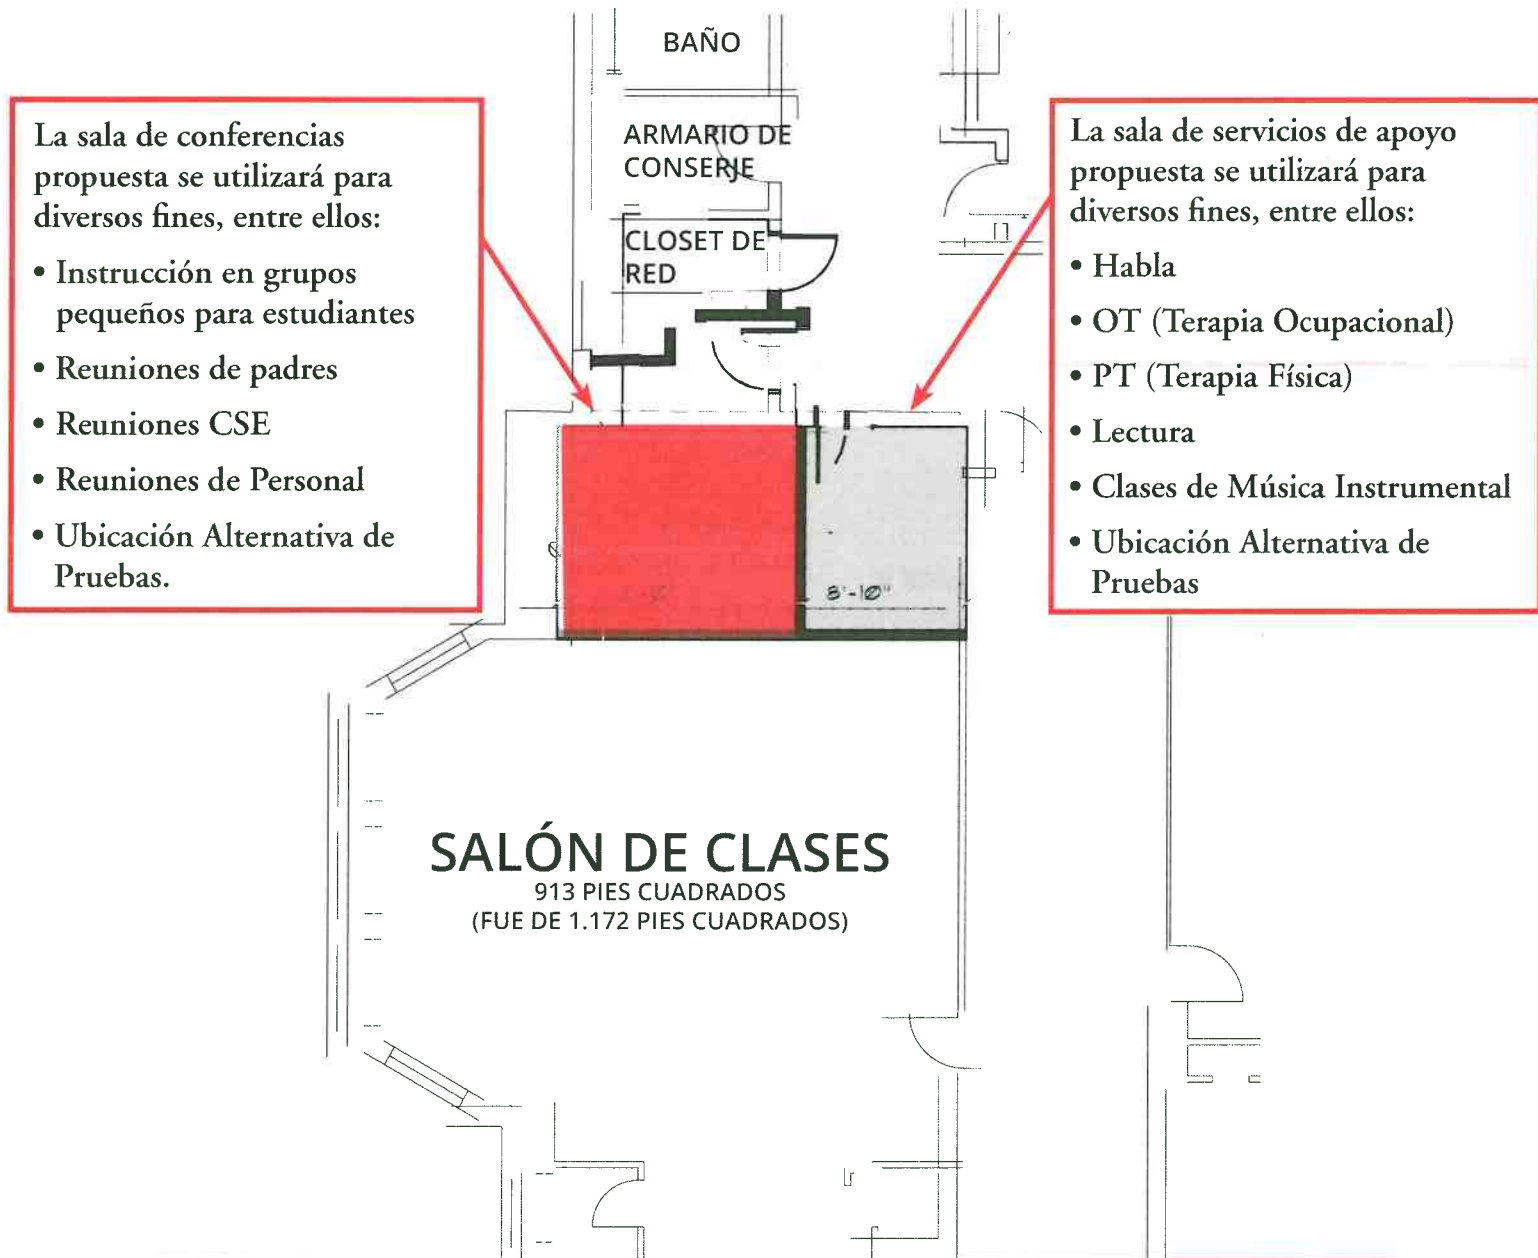 BAÑO
ARMARIO DE
CONSERJE
CLOSET DE
RED
La sala de conferencias
propuesta se utilizará para
diversos fines, entre ellos:
• Instrucción en grupos
pequeños para estudiantes
• Reuniones de padres
• Reuniones CSE
• Reuniones de Personal
• Ubicación Alternativa de
Pruebas.
La sala de servicios de apoyo
propuesta se utilizará para
diversos fines, entre ellos:
• Habla
• OT (Terapia Ocupacional)
• PT (Terapia Física)
• Lectura
• Clases de Música Instrumental
• Ubicación Alternativa de
Pruebas
8'-10"
SALÓN DE CLASES
913 PIES CUADRADOS
(FUE DE 1.172 PIES CUADRADOS)